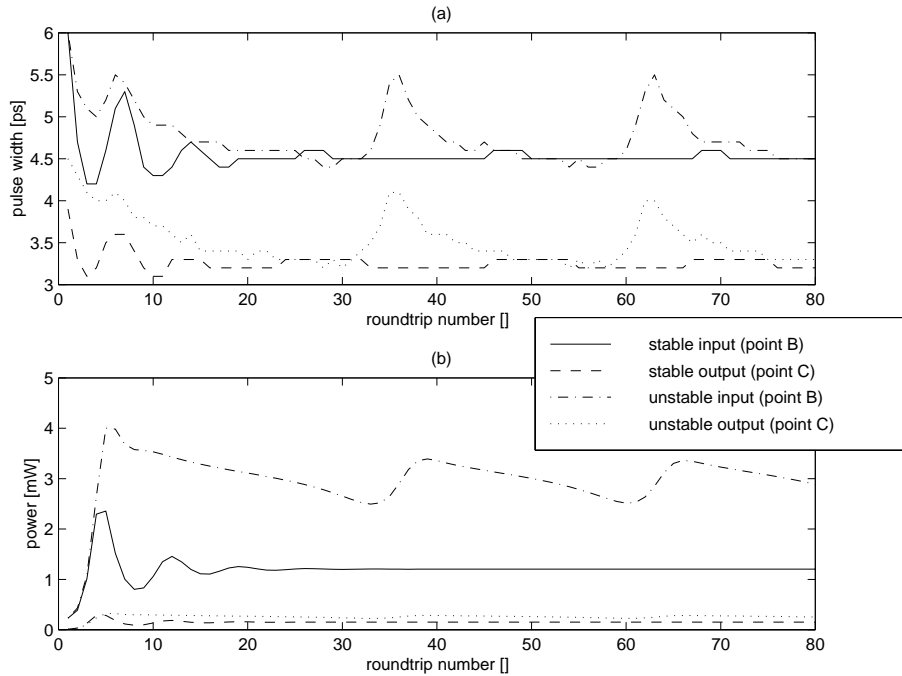 (a)
6
5.5
5
4.5
4
3.5
3
pulse width [ps]
0 10 20 30 40 50 60 70 80
roundtrip number []
stable input (point B)
stable output (point C)
unstable input (point B)
unstable output (point C)
(b)
5
4
3
2
1
0
power [mW]
0 10 20 30 40 50 60 70 80
roundtrip number []